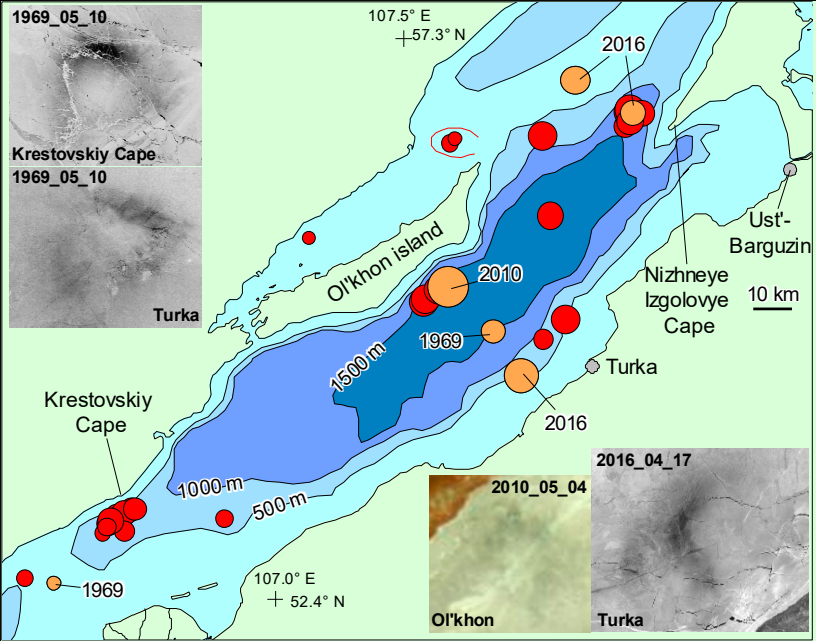 1969_05_10
Krestovskiy Cape
1969_05_10
Turka
107.5° E
57.3° N
2016
Ust'-
Barguzin
Nizhneye
Izgolovye
Cape
10 km
Ol'khon island
2010
1969
1500 m
Turka
2016
Krestovskiy
Cape
1000 m
500 m
1969
107.0° E
52.4° N
2010_05_04
Ol'khon
2016_04_17
Turka